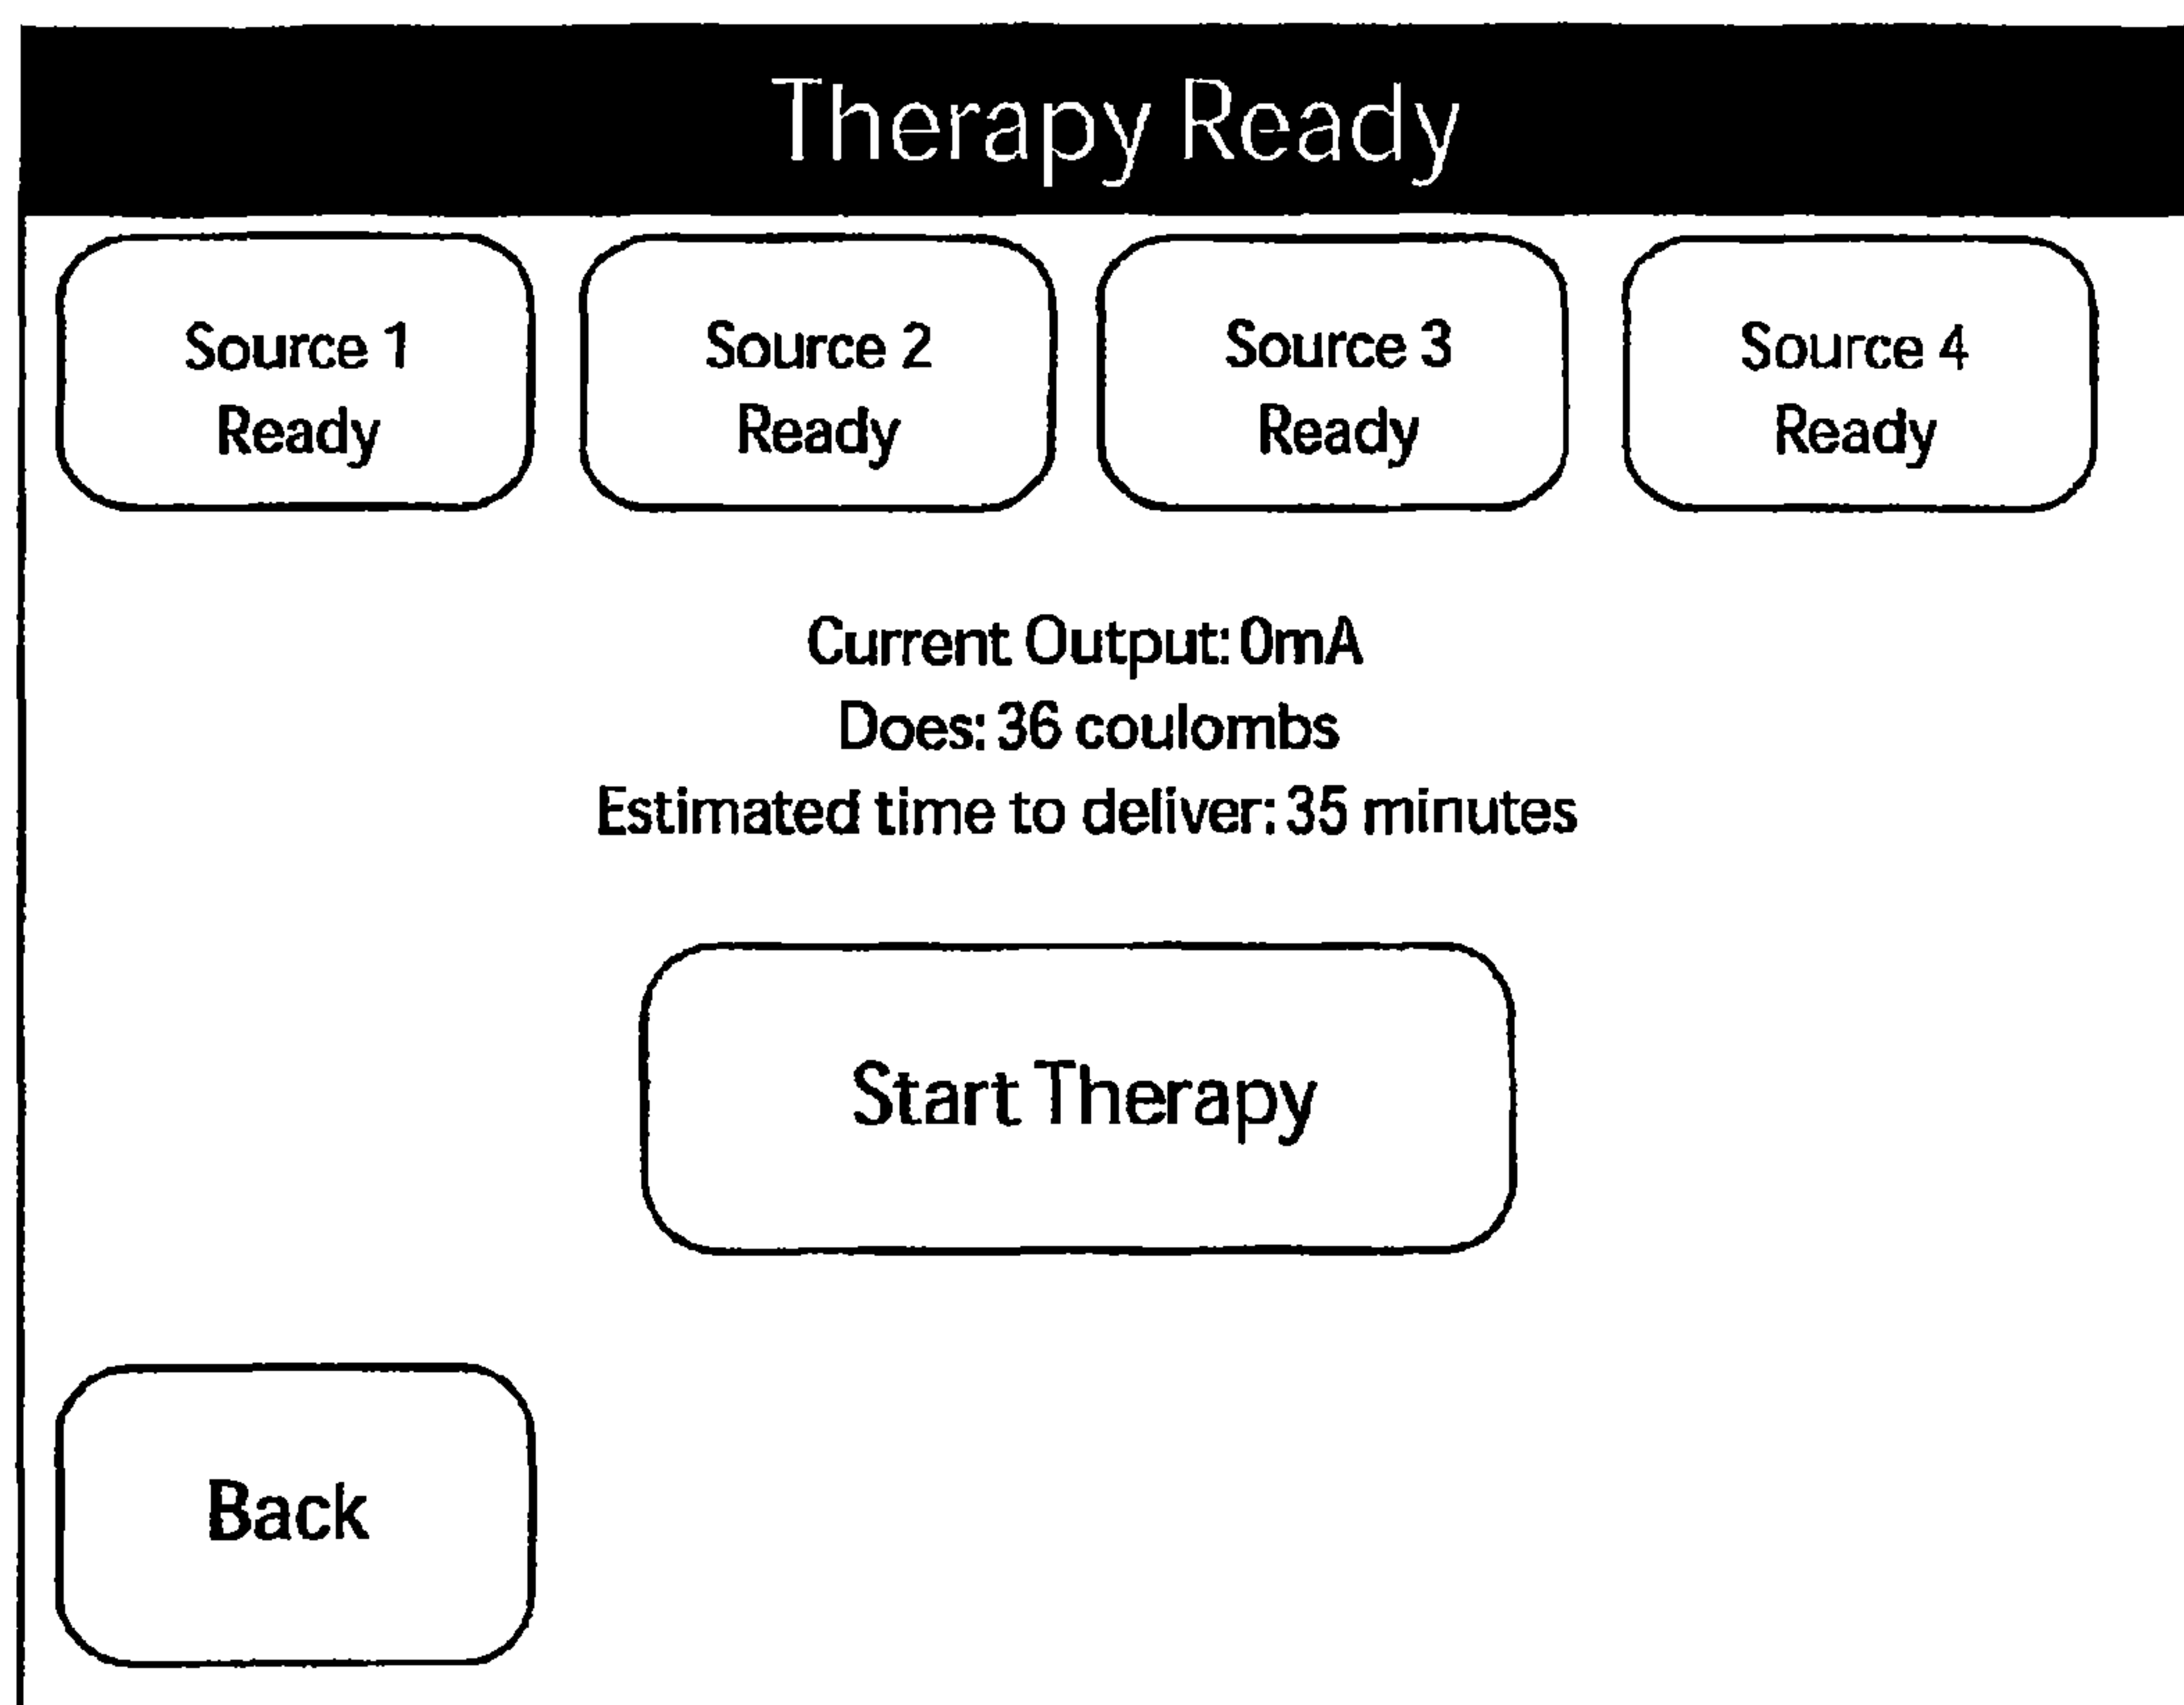 Therapy Ready
Source 1
Ready
Source 2
Ready
Source 3
Ready
Source 4
Ready
Current Output: 0mA
Does: 36 coulombs
Estimated time to deliver: 35 minutes
Start Therapy
Back